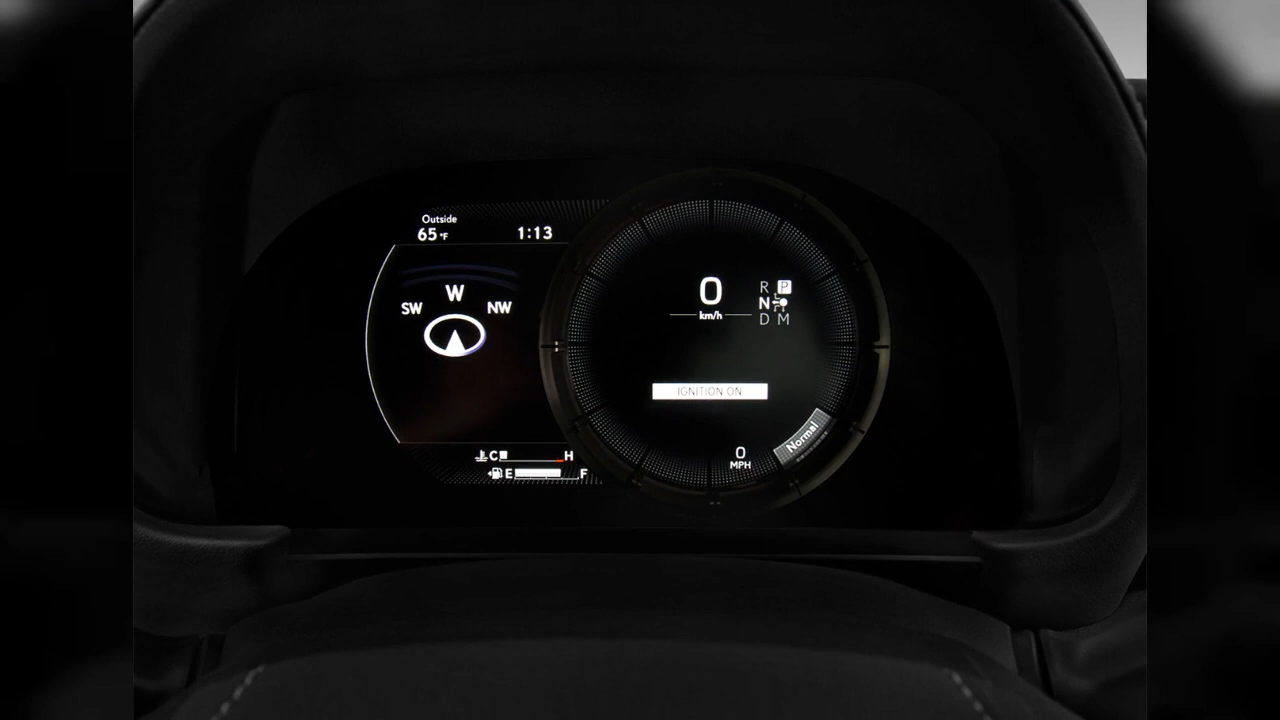 Outside
65°F 1:13
W
SW NW
C H
E F
0
km/h
R P
N
D M
IGNITION ON
Normal
0
MPH